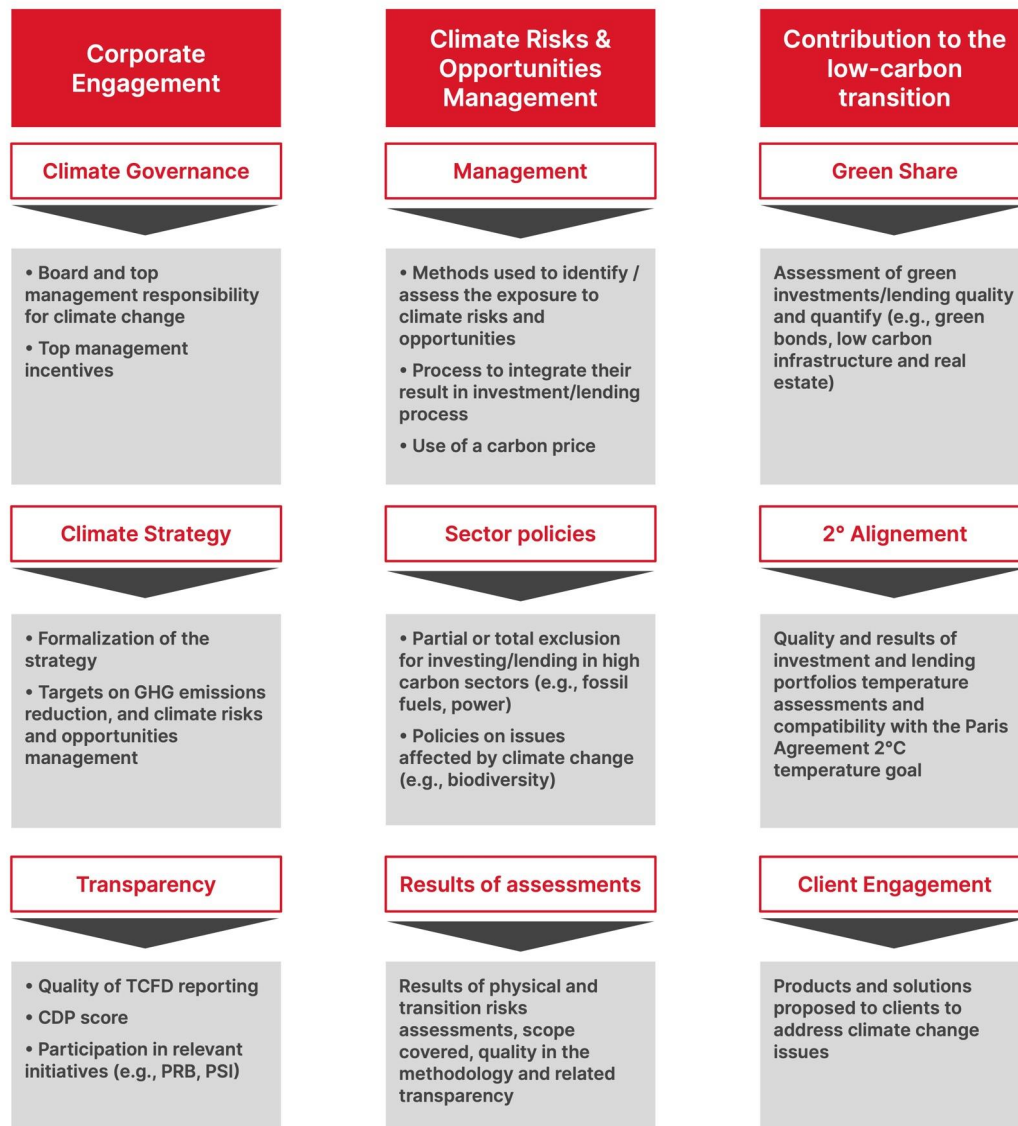 Corporate
Engagement
Climate Governance
• Board and top
management responsibility
for climate change
• Top management
incentives
Climate Strategy
• Formalization of the
strategy
• Targets on GHG emissions
reduction, and climate risks
and opportunities
management
Transparency
• Quality of TCFD reporting
• CDP score
• Participation in relevant
initiatives (e.g., PRB, PSI)
Climate Risks &
Opportunities
Management
Management
• Methods used to identify /
assess the exposure to
climate risks and
opportunities
• Process to integrate their
result in investment/lending
process
• Use of a carbon price
Sector policies
• Partial or total exclusion
for investing/lending in high
carbon sectors (e.g., fossil
fuels, power)
• Policies on issues
affected by climate change
(e.g., biodiversity)
Results of assessments
Results of physical and
transition risks
assessments, scope
covered, quality in the
methodology and related
transparency
Contribution to the
low-carbon
transition
Green Share
Assessment of green
investments/lending quality
and quantify (e.g., green
bonds, low carbon
infrastructure and real
estate)
2° Alignement
Quality and results of
investment and lending
portfolios temperature
assessments and
compatibility with the Paris
Agreement 2°C
temperature goal
Client Engagement
Products and solutions
proposed to clients to
address climate change
issues